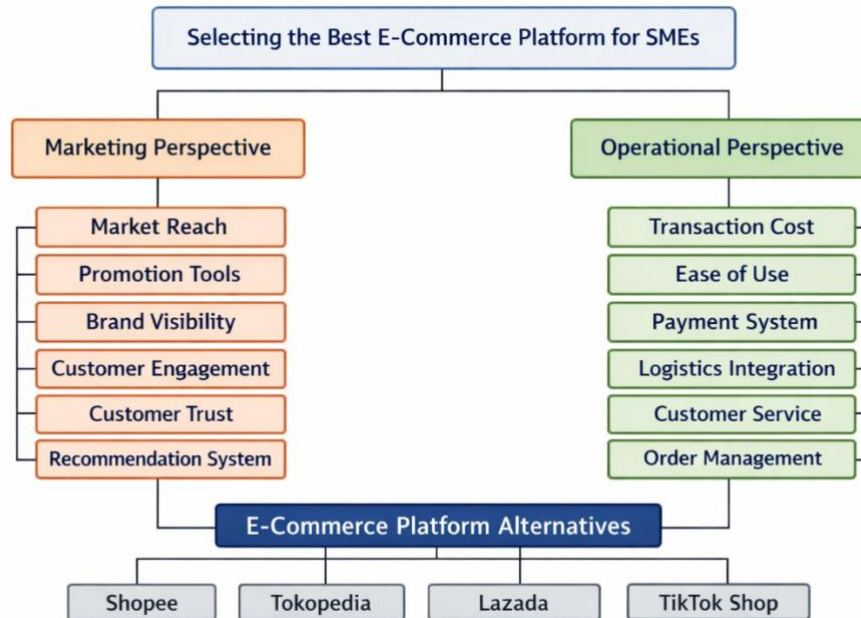 Selecting the Best E-Commerce Platform for SMEs
Marketing Perspective
Operational Perspective
Market Reach
Promotion Tools
Brand Visibility
Customer Engagement
Customer Trust
Recommendation System
Transaction Cost
Ease of Use
Payment System
Logistics Integration
Customer Service
Order Management
E-Commerce Platform Alternatives
Shopee
Tokopedia
Lazada
TikTok Shop